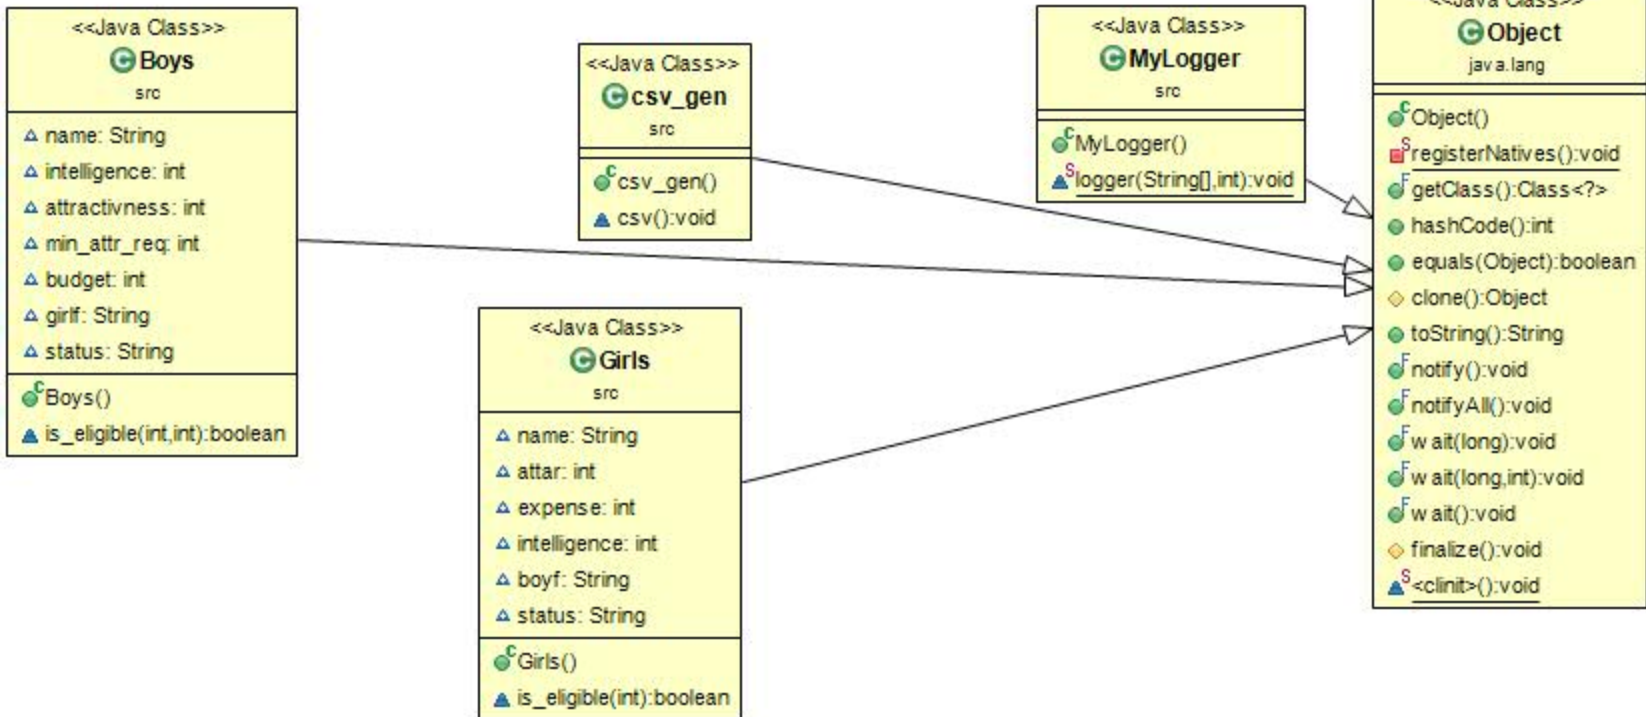 <<Java Class>>
Boys
src
name: String
intelligence: int
attractivness: int
min_attr_req: int
budget: int
girlf: String
status: String
Boys()
is_eligible(int,int):boolean
<<Java Class>>
csv_gen
src
csv_gen()
csv():void
<<Java Class>>
Girls
src
name: String
attar: int
expense: int
intelligence: int
boyf: String
status: String
Girls()
is_eligible(int):boolean
<<Java Class>>
MyLogger
src
MyLogger()
logger(String[],int):void
<<Java Class>>
Object
java.lang
Object()
registerNatives():void
getClass():Class<?>
hashCode():int
equals(Object):boolean
clone():Object
toString():String
notify():void
notifyAll():void
wait(long):void
wait(long,int):void
wait():void
finalize():void
<clinit>():void